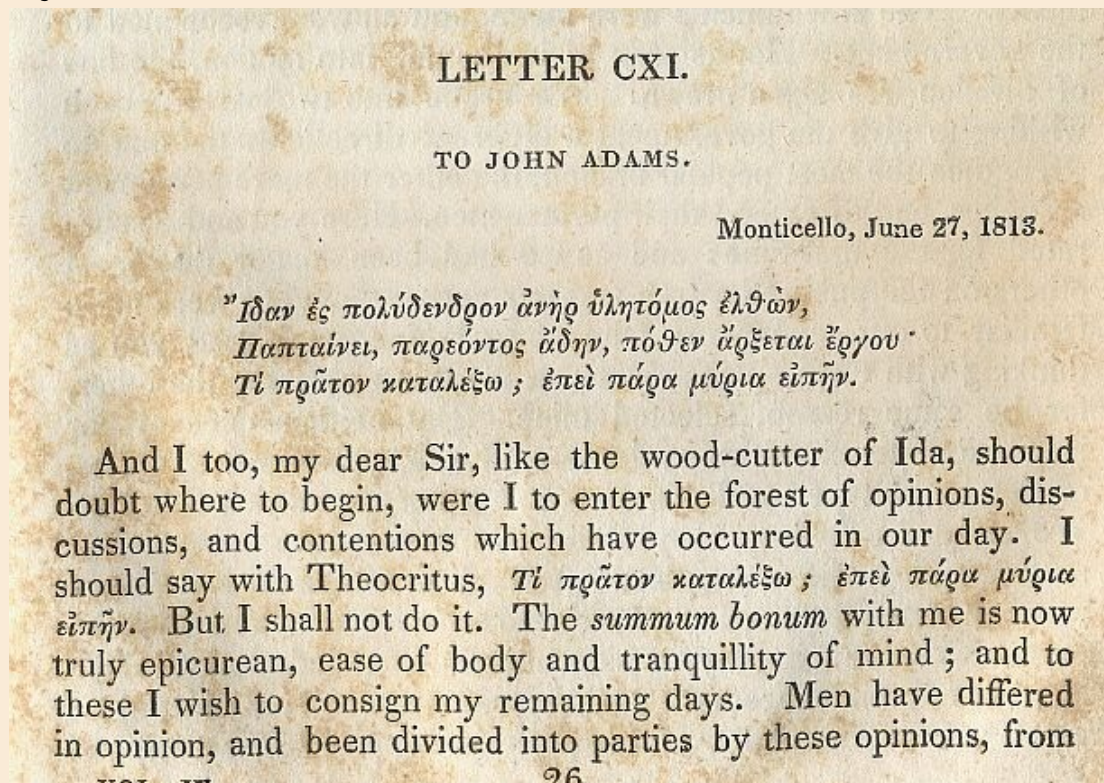 LETTER CXI.
TO JOHN ADAMS.
Monticello, June 27, 1813.
Ἴδαν ἐς πολύδενδρον ἀνὴρ ὑλητόμος ἐλθὼν,
Παπταίνει, παρεόντος ἄδην, πόθεν ἄρξεται ἔργου·
Τί πρᾶτον καταλέξω; ἐπεὶ πάρα μύρια εἰπῆν.
And I too, my dear Sir, like the wood-cutter of Ida, should
doubt where to begin, were I to enter the forest of opinions, dis-
cussions, and contentions which have occurred in our day. I
should say with Theocritus, Τί πρᾶτον καταλέξω; ἐπεὶ πάρα μύρια
εἰπῆν. But I shall not do it. The summum bonum with me is now
truly epicurean, ease of body and tranquillity of mind; and to
these I wish to consign my remaining days. Men have differed
in opinion, and been divided into parties by these opinions, from
26